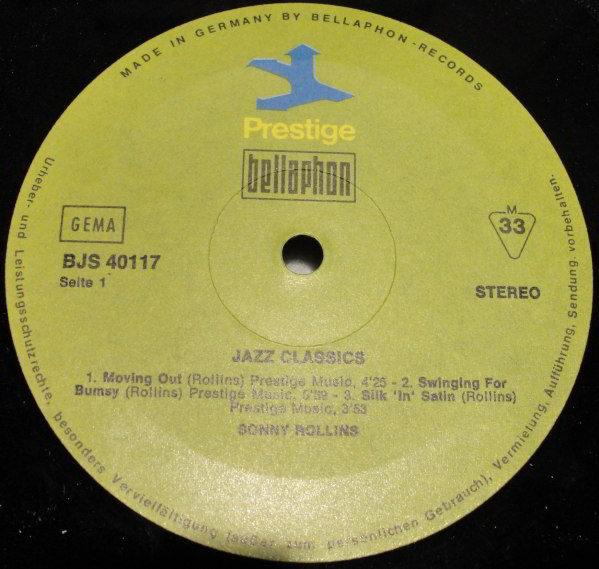 MADE IN GERMANY BY BELLAPHON-RECORDS
Prestige
bellaphon
GEMA
M
33
BJS 40117
Seite 1
STEREO
JAZZ CLASSICS
1. Moving Out (Rollins) Prestige Music, 4'25 - 2. Swinging For
Bumsy (Rollins) Prestige Music, 5'39 - 3. Silk 'In' Satin (Rollins)
Prestige Music, 3'53
SONNY ROLLINS
Urheber- und Leistungsschutzrechte, besonders Vervielfältigung (außer zum persönlichen Gebrauch), Vermietung, Aufführung, Sendung vorbehalten.